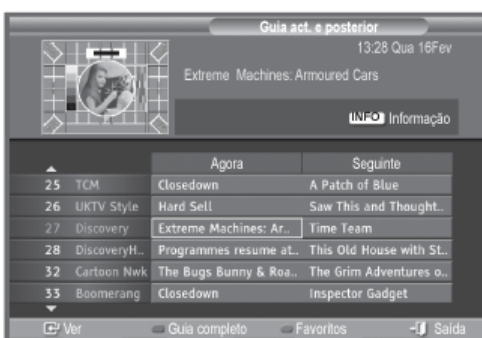 Guia act. e posterior
13:28 Qua 16Fev
Extreme Machines: Armoured Cars
INFO Informação
Agora Seguinte
25 TCM Closedown A Patch of Blue
26 UKTV Style Hard Sell Saw This and Thought..
27 Discovery Extreme Machines: Ar.. Time Team
28 DiscoveryH.. Programmes resume at.. This Old House with St..
32 Cartoon Nwk The Bugs Bunny & Roa.. The Grim Adventures o..
33 Boomerang Closedown Inspector Gadget
Ver Guia completo Favoritos Saída